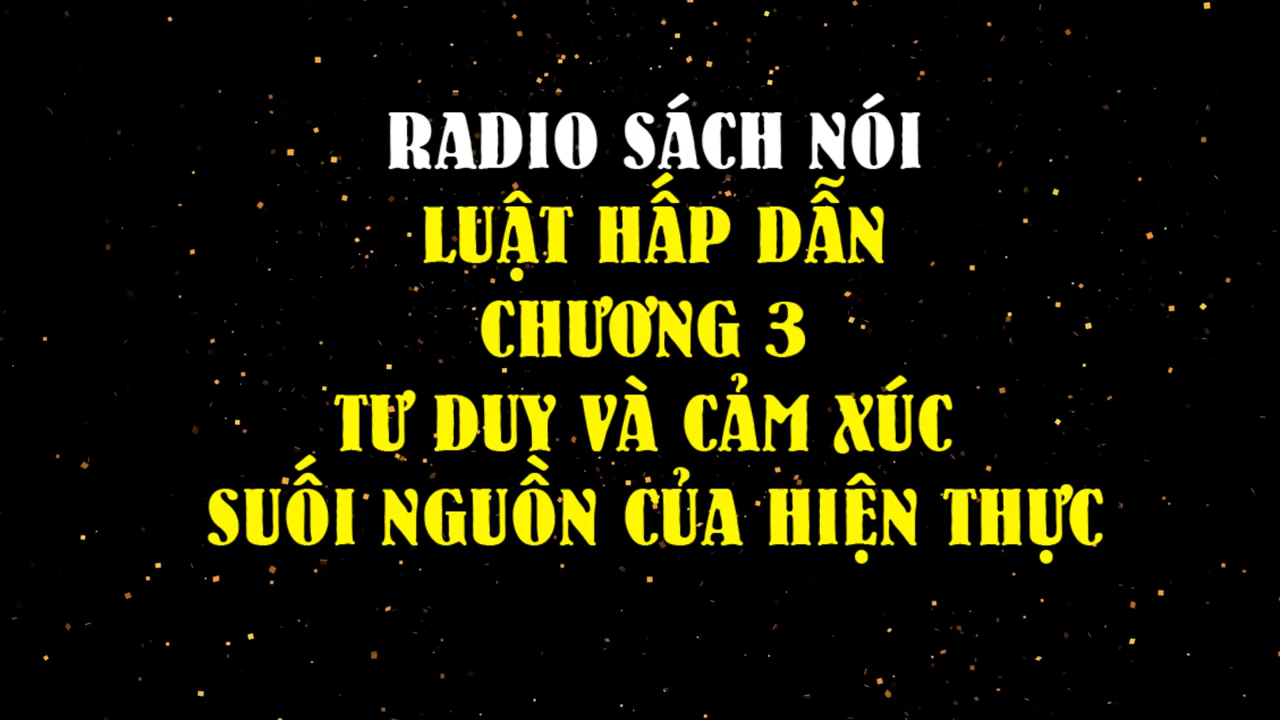 RADIO SÁCH NÓI
LUẬT HẤP DẪN
CHƯƠNG 3
TƯ DUY VÀ CẢM XÚC
SUỐI NGUỒN CỦA HIỆN THỰC